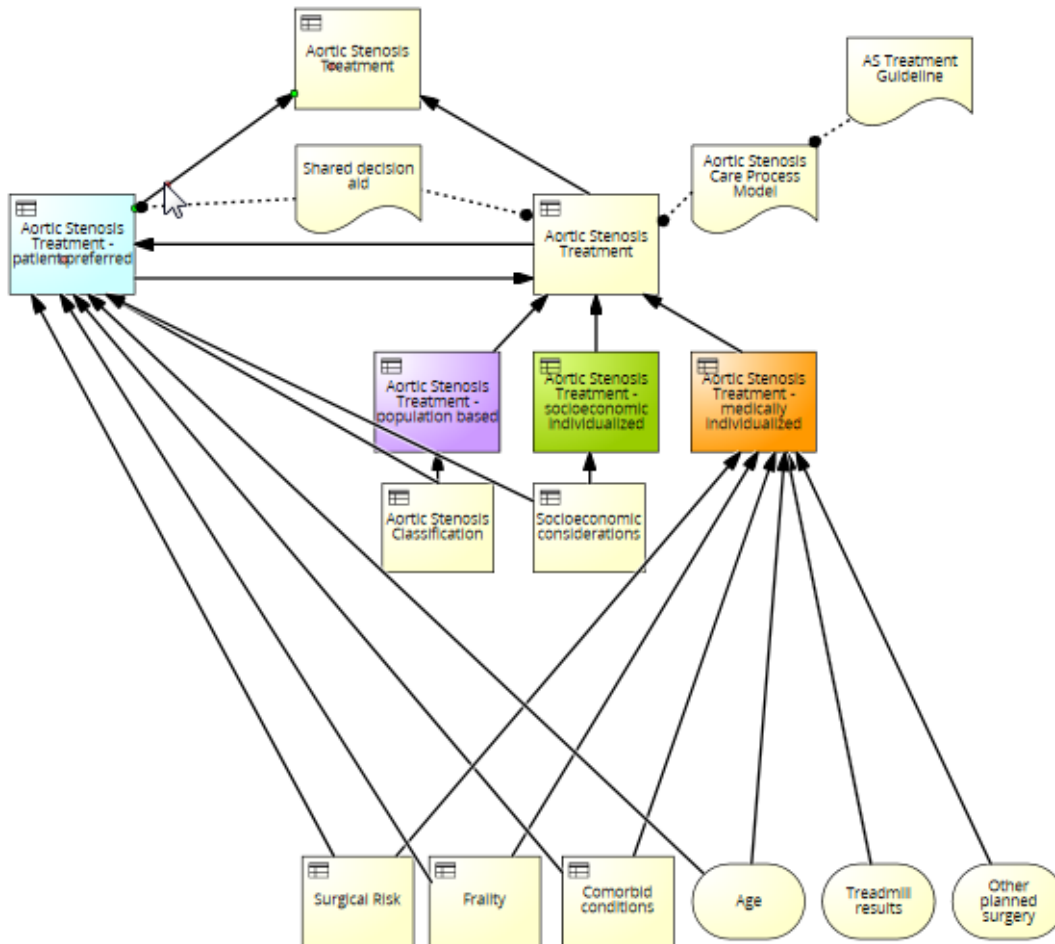 Aortic Stenosis
Treatment
AS Treatment
Guideline
Shared decision
aid
Aortic Stenosis
Care Process
Model
Aortic Stenosis
Treatment -
patient preferred
Aortic Stenosis
Treatment
Aortic Stenosis
Treatment -
population based
Aortic Stenosis
Treatment -
socioeconomic
individualized
Aortic Stenosis
Treatment -
medically
individualized
Aortic Stenosis
Classification
Socioeconomic
considerations
Surgical Risk
Frailty
Comorbid
conditions
Age
Treadmill
results
Other
planned
surgery